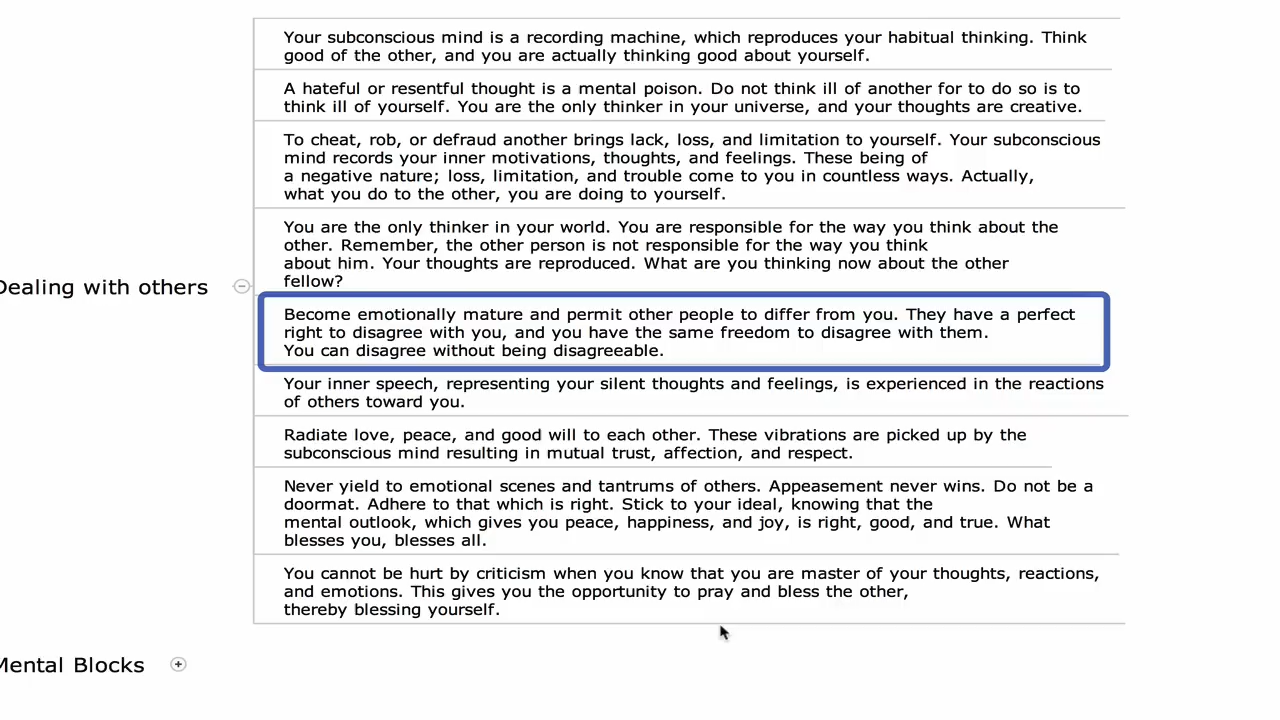 Your subconscious mind is a recording machine, which reproduces your habitual thinking. Think
good of the other, and you are actually thinking good about yourself.
A hateful or resentful thought is a mental poison. Do not think ill of another for to do so is to
think ill of yourself. You are the only thinker in your universe, and your thoughts are creative.
To cheat, rob, or defraud another brings lack, loss, and limitation to yourself. Your subconscious
mind records your inner motivations, thoughts, and feelings. These being of
a negative nature; loss, limitation, and trouble come to you in countless ways. Actually,
what you do to the other, you are doing to yourself.
You are the only thinker in your world. You are responsible for the way you think about the
other. Remember, the other person is not responsible for the way you think
about him. Your thoughts are reproduced. What are you thinking now about the other
fellow?
Dealing with others
Become emotionally mature and permit other people to differ from you. They have a perfect
right to disagree with you, and you have the same freedom to disagree with them.
You can disagree without being disagreeable.
Your inner speech, representing your silent thoughts and feelings, is experienced in the reactions
of others toward you.
Radiate love, peace, and good will to each other. These vibrations are picked up by the
subconscious mind resulting in mutual trust, affection, and respect.
Never yield to emotional scenes and tantrums of others. Appeasement never wins. Do not be a
doormat. Adhere to that which is right. Stick to your ideal, knowing that the
mental outlook, which gives you peace, happiness, and joy, is right, good, and true. What
blesses you, blesses all.
You cannot be hurt by criticism when you know that you are master of your thoughts, reactions,
and emotions. This gives you the opportunity to pray and bless the other,
thereby blessing yourself.
Mental Blocks